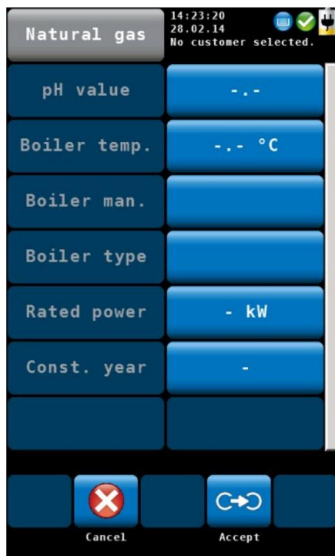 Natural gas
14:23:20
28.02.14
No customer selected.
pH value
-.-
Boiler temp.
-.- °C
Boiler man.
Boiler type
Rated power
- kW
Const. year
-
Cancel
Accept